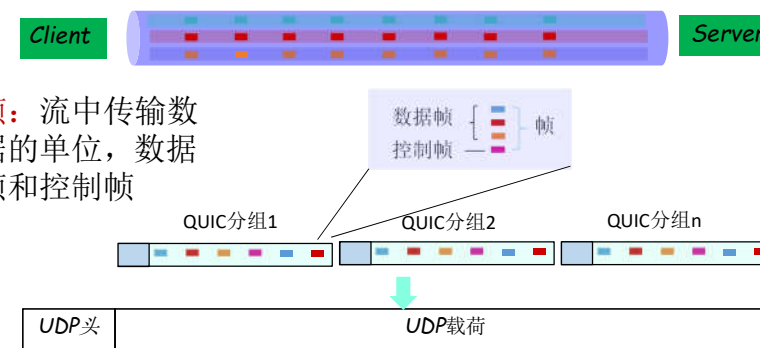 Client
Server
帧：流中传输数
据的单位，数据
帧和控制帧
数据帧
控制帧
帧
QUIC分组1
QUIC分组2
QUIC分组n
UDP头
UDP载荷